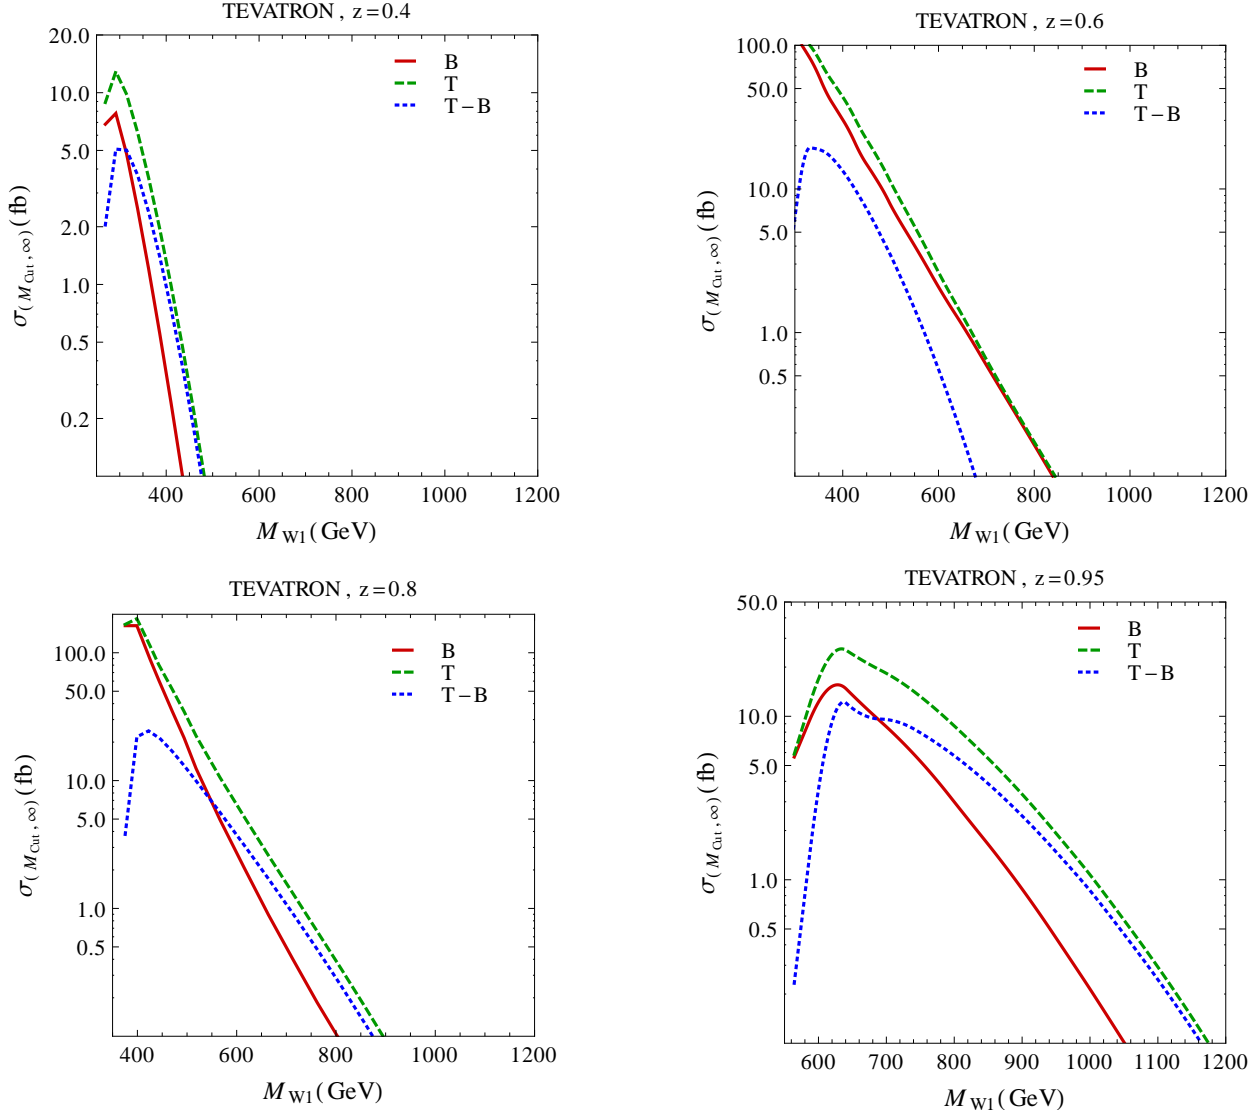 TEVATRON , z=0.4
20.0
10.0
5.0
2.0
1.0
0.5
0.2
B
T
T−B
σ(M Cut , ∞) (fb)
400
600
800
1000
1200
M W1 (GeV)
TEVATRON , z=0.6
100.0
50.0
10.0
5.0
1.0
0.5
B
T
T−B
σ(M Cut , ∞) (fb)
400
600
800
1000
1200
M W1 (GeV)
TEVATRON , z=0.8
100.0
50.0
10.0
5.0
1.0
0.5
B
T
T−B
σ(M Cut , ∞) (fb)
400
600
800
1000
1200
M W1 (GeV)
TEVATRON , z=0.95
50.0
10.0
5.0
1.0
0.5
B
T
T−B
σ(M Cut , ∞) (fb)
600
700
800
900
1000
1100
1200
M W1 (GeV)